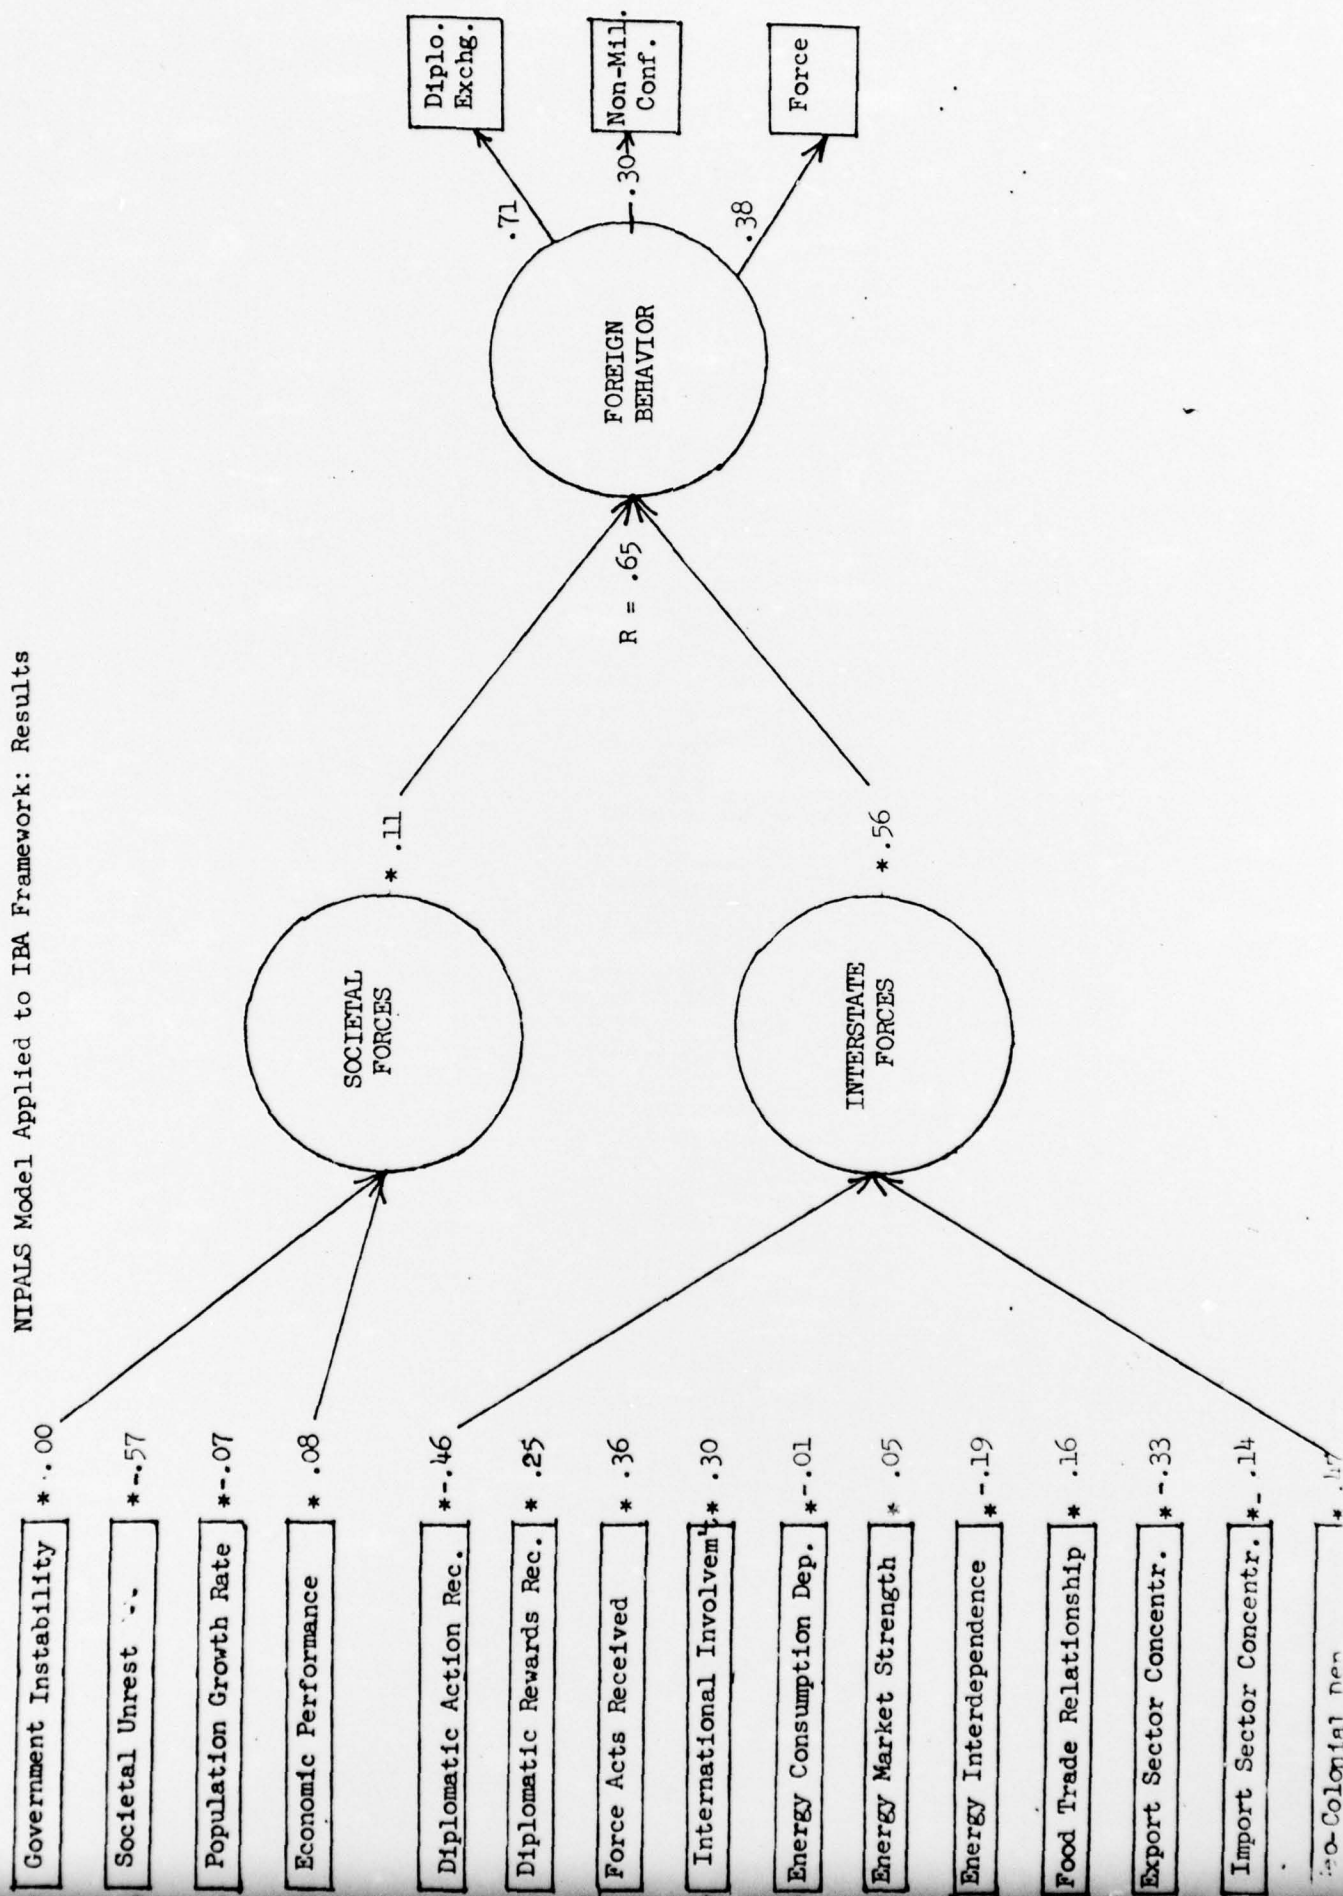 NIPALS Model Applied to IBA Framework: Results
Government Instability * .00
Societal Unrest *-.57
Population Growth Rate *-.07
Economic Performance * .08
Diplomatic Action Rec. *-.46
Diplomatic Rewards Rec. * .25
Force Acts Received * .36
International Involvem't * .30
Energy Consumption Dep. *-.01
Energy Market Strength * .05
Energy Interdependence *-.19
Food Trade Relationship * .16
Export Sector Concentr. *-.33
Import Sector Concentr. *-.14
Colonial Dep
SOCIETAL
FORCES
* .11
INTERSTATE
FORCES
*.56
R = .65
FOREIGN
BEHAVIOR
.71
.30
.38
Diplo.
Exchg.
Non-Mil.
Conf.
Force